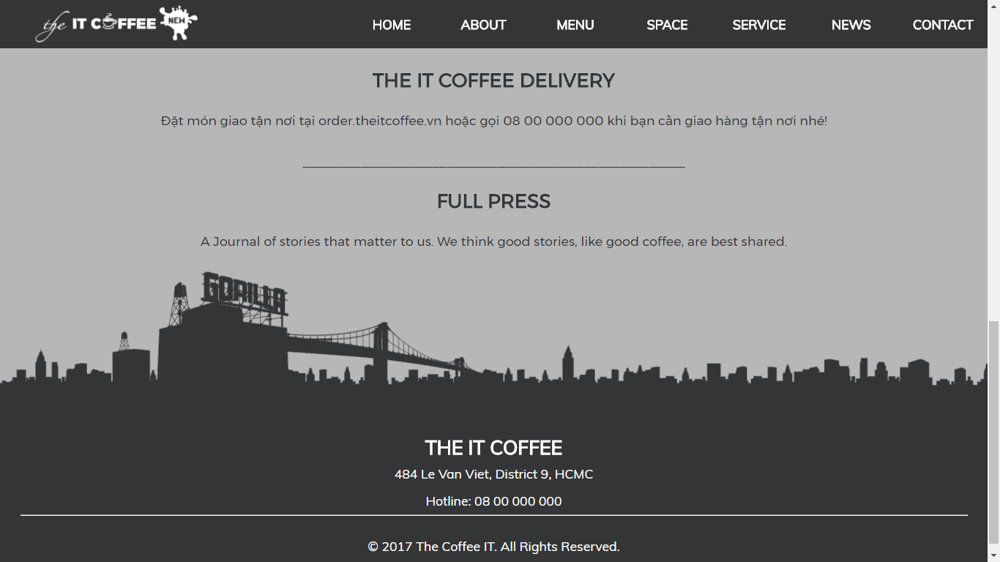 the IT COFFEE NEW
HOME ABOUT MENU SPACE SERVICE NEWS CONTACT
THE IT COFFEE DELIVERY
Đặt món giao tận nơi tại order.theitcoffee.vn hoặc gọi 08 00 000 000 khi bạn cần giao hàng tận nơi nhé!
FULL PRESS
A Journal of stories that matter to us. We think good stories, like good coffee, are best shared.
GORILLA
THE IT COFFEE
484 Le Van Viet, District 9, HCMC
Hotline: 08 00 000 000
© 2017 The Coffee IT. All Rights Reserved.